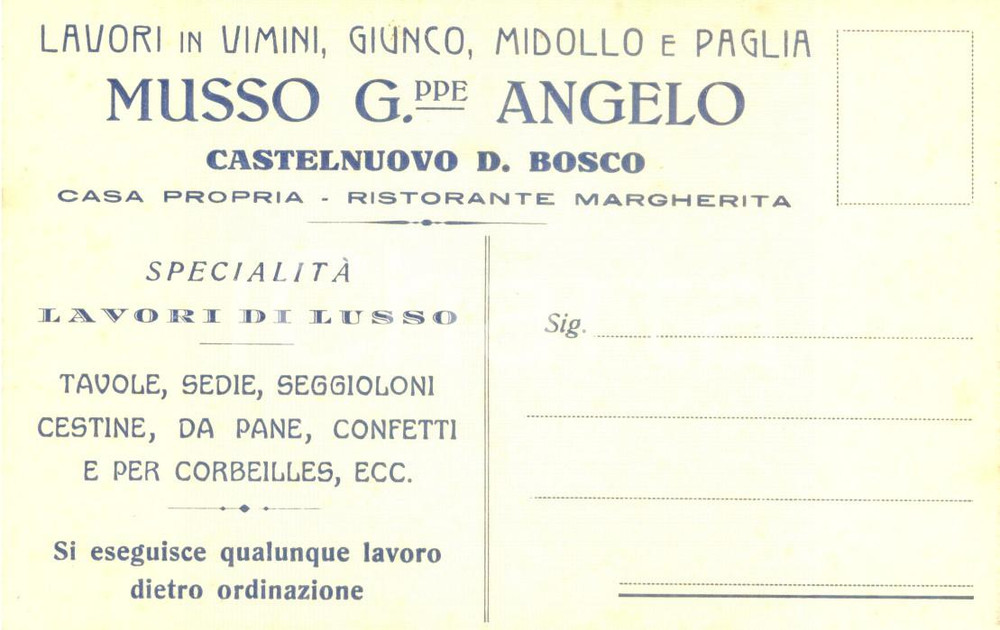 LAVORI IN VIMINI, GIUNCO, MIDOLLO E PAGLIA
MUSSO G.PPE ANGELO
CASTELNUOVO D. BOSCO
CASA PROPRIA - RISTORANTE MARGHERITA
SPECIALITÀ
LAVORI DI LUSSO
TAVOLE, SEDIE, SEGGIOLONI
CESTINE, DA PANE, CONFETTI
E PER CORBEILLES, ECC.
Si eseguisce qualunque lavoro
dietro ordinazione
Sig.